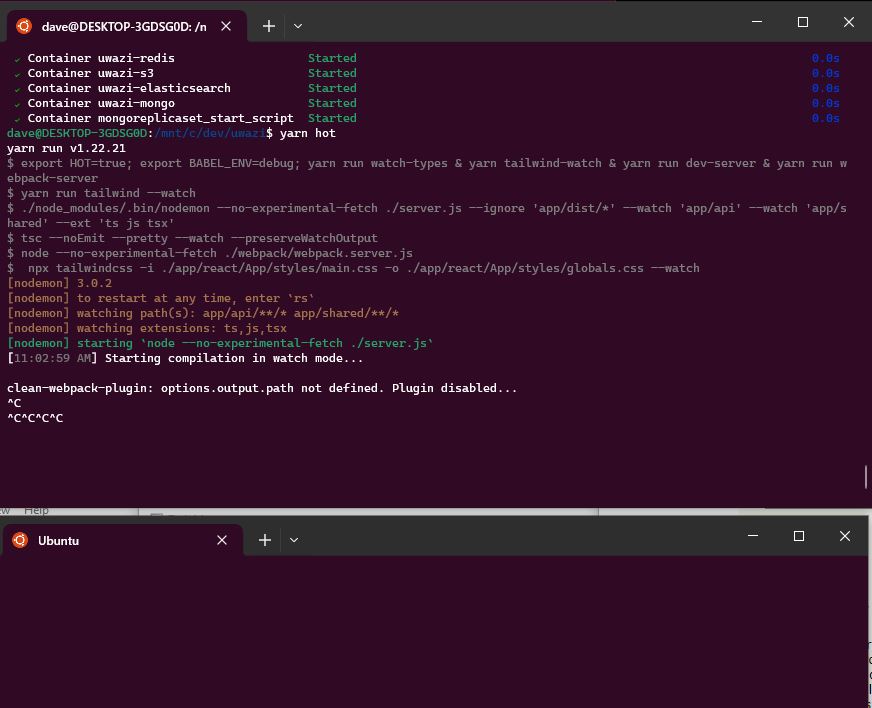 dave@DESKTOP-3GDSG0D: /n
✓ Container uwazi-redis Started 0.0s
✓ Container uwazi-s3 Started 0.0s
✓ Container uwazi-elasticsearch Started 0.0s
✓ Container uwazi-mongo Started 0.0s
✓ Container mongoreplicaset_start_script Started 0.0s
dave@DESKTOP-3GDSG0D:/mnt/c/dev/uwazi$ yarn hot
yarn run v1.22.21
$ export HOT=true; export BABEL_ENV=debug; yarn run watch-types & yarn tailwind-watch & yarn run dev-server & yarn run w
ebpack-server
$ yarn run tailwind --watch
$ ./node_modules/.bin/nodemon --no-experimental-fetch ./server.js --ignore 'app/dist/*' --watch 'app/api' --watch 'app/s
hared' --ext 'ts js tsx'
$ tsc --noEmit --pretty --watch --preserveWatchOutput
$ node --no-experimental-fetch ./webpack/webpack.server.js
$  npx tailwindcss -i ./app/react/App/styles/main.css -o ./app/react/App/styles/globals.css --watch
[nodemon] 3.0.2
[nodemon] to restart at any time, enter `rs`
[nodemon] watching path(s): app/api/**/* app/shared/**/*
[nodemon] watching extensions: ts,js,tsx
[nodemon] starting `node --no-experimental-fetch ./server.js`
[11:02:59 AM] Starting compilation in watch mode...
clean-webpack-plugin: options.output.path not defined. Plugin disabled...
^C
^C^C^C^C
Help
Ubuntu